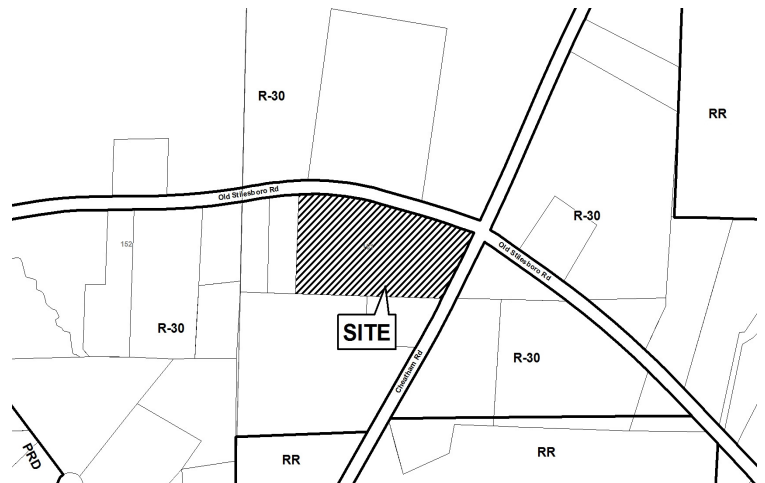 R-30
RR
Old Stilesboro Rd
R-30
152
Old Stilesboro Rd
SITE
R-30
R-30
Cheatham Rd
PRD
RR
RR